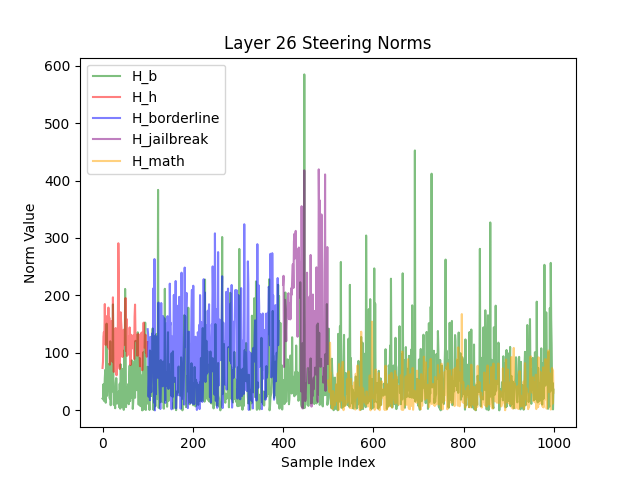 Layer 26 Steering Norms
H_b
H_h
H_borderline
H_jailbreak
H_math
600
500
400
300
200
100
0
Norm Value
0 200 400 600 800 1000
Sample Index